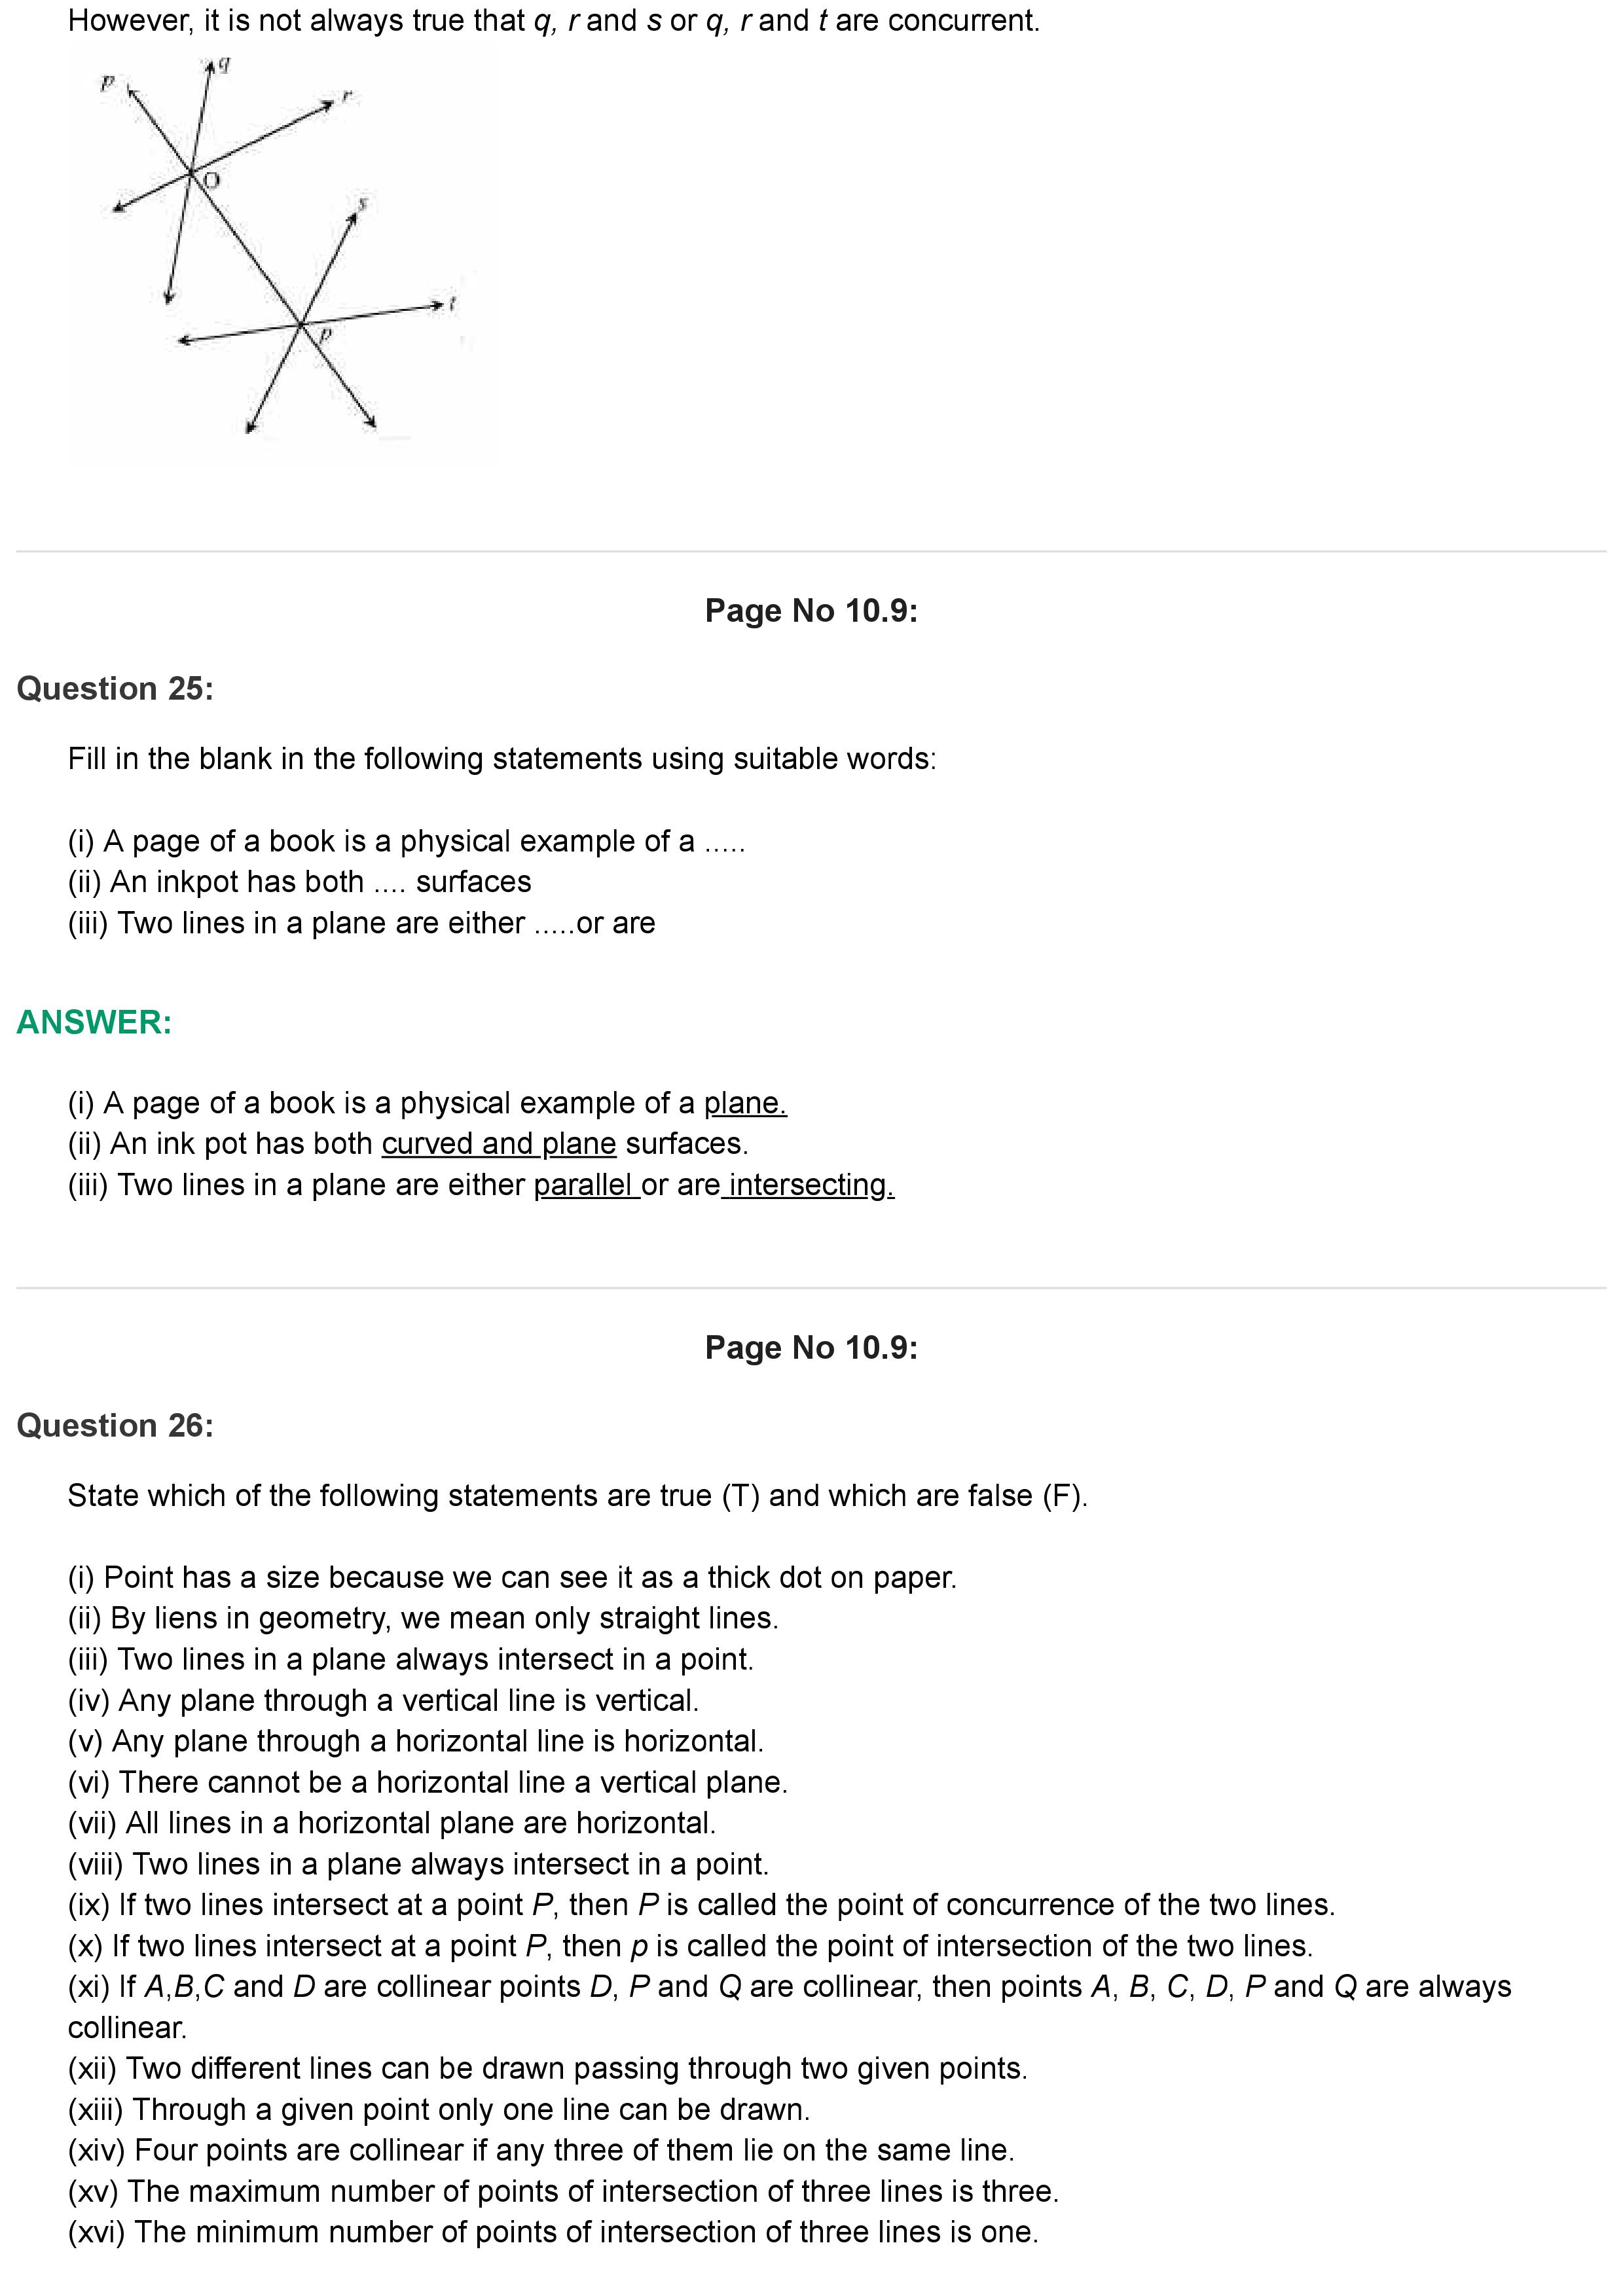 However, it is not always true that q, r and s or q, r and t are concurrent.
p
q
r
O
s
t
p
Page No 10.9:
Question 25:
Fill in the blank in the following statements using suitable words:
(i) A page of a book is a physical example of a .....
(ii) An inkpot has both .... surfaces
(iii) Two lines in a plane are either .....or are
ANSWER:
(i) A page of a book is a physical example of a plane.
(ii) An ink pot has both curved and plane surfaces.
(iii) Two lines in a plane are either parallel or are intersecting.
Page No 10.9:
Question 26:
State which of the following statements are true (T) and which are false (F).
(i) Point has a size because we can see it as a thick dot on paper.
(ii) By liens in geometry, we mean only straight lines.
(iii) Two lines in a plane always intersect in a point.
(iv) Any plane through a vertical line is vertical.
(v) Any plane through a horizontal line is horizontal.
(vi) There cannot be a horizontal line a vertical plane.
(vii) All lines in a horizontal plane are horizontal.
(viii) Two lines in a plane always intersect in a point.
(ix) If two lines intersect at a point P, then P is called the point of concurrence of the two lines.
(x) If two lines intersect at a point P, then p is called the point of intersection of the two lines.
(xi) If A,B,C and D are collinear points D, P and Q are collinear, then points A, B, C, D, P and Q are always
collinear.
(xii) Two different lines can be drawn passing through two given points.
(xiii) Through a given point only one line can be drawn.
(xiv) Four points are collinear if any three of them lie on the same line.
(xv) The maximum number of points of intersection of three lines is three.
(xvi) The minimum number of points of intersection of three lines is one.